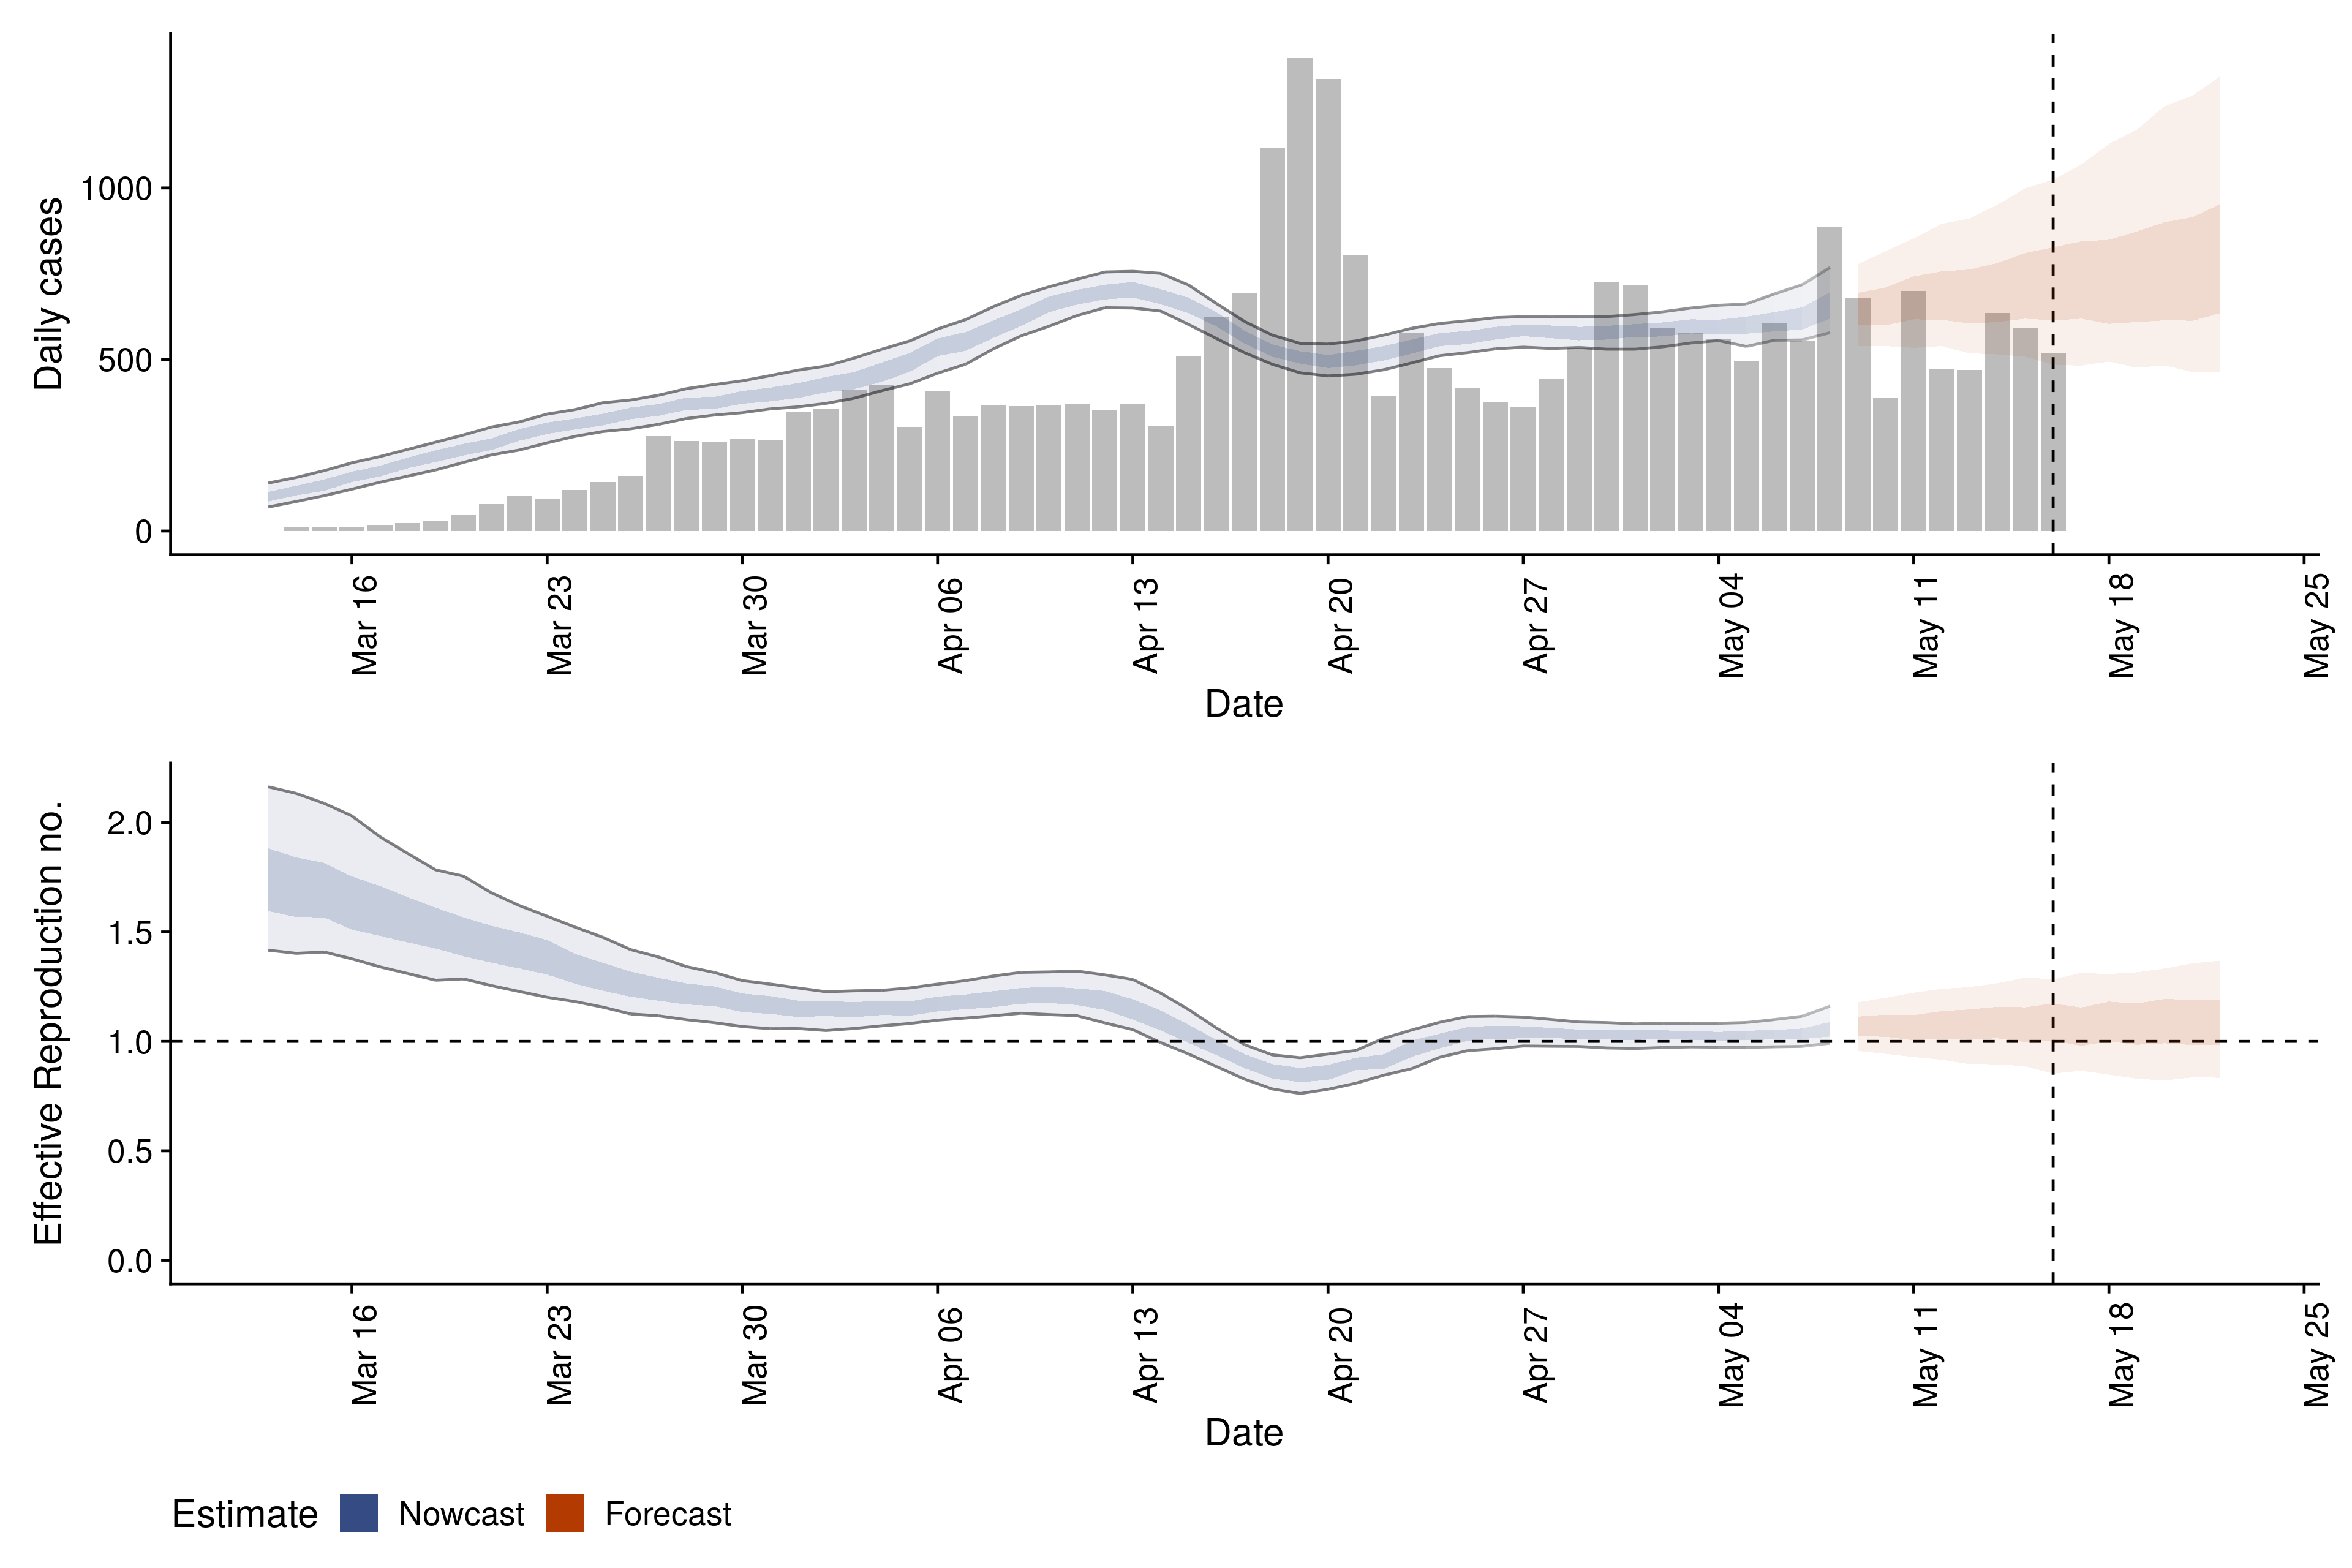 Daily cases
1000
500
0
Mar 16
Mar 23
Mar 30
Apr 06
Apr 13
Apr 20
Apr 27
May 04
May 11
May 18
May 25
Date
Effective Reproduction no.
2.0
1.5
1.0
0.5
0.0
Mar 16
Mar 23
Mar 30
Apr 06
Apr 13
Apr 20
Apr 27
May 04
May 11
May 18
May 25
Date
Estimate Nowcast Forecast